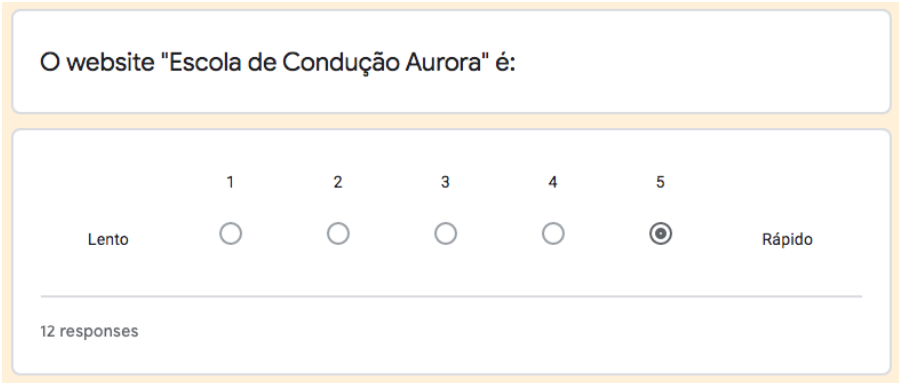 O website "Escola de Condução Aurora" é:
1 2 3 4 5
Lento Rápido
12 responses